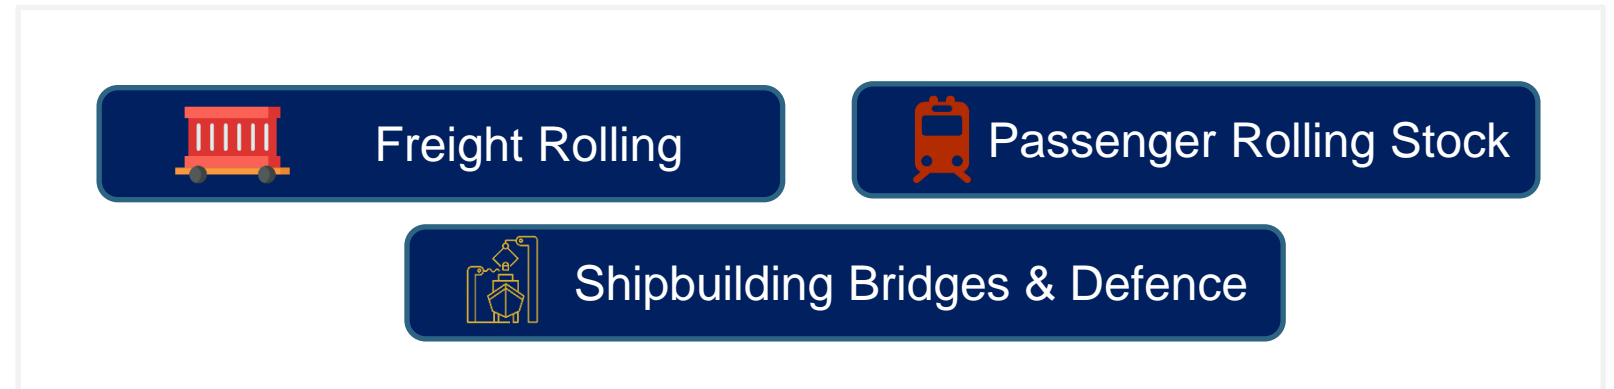 Freight Rolling
Passenger Rolling Stock
Shipbuilding Bridges & Defence